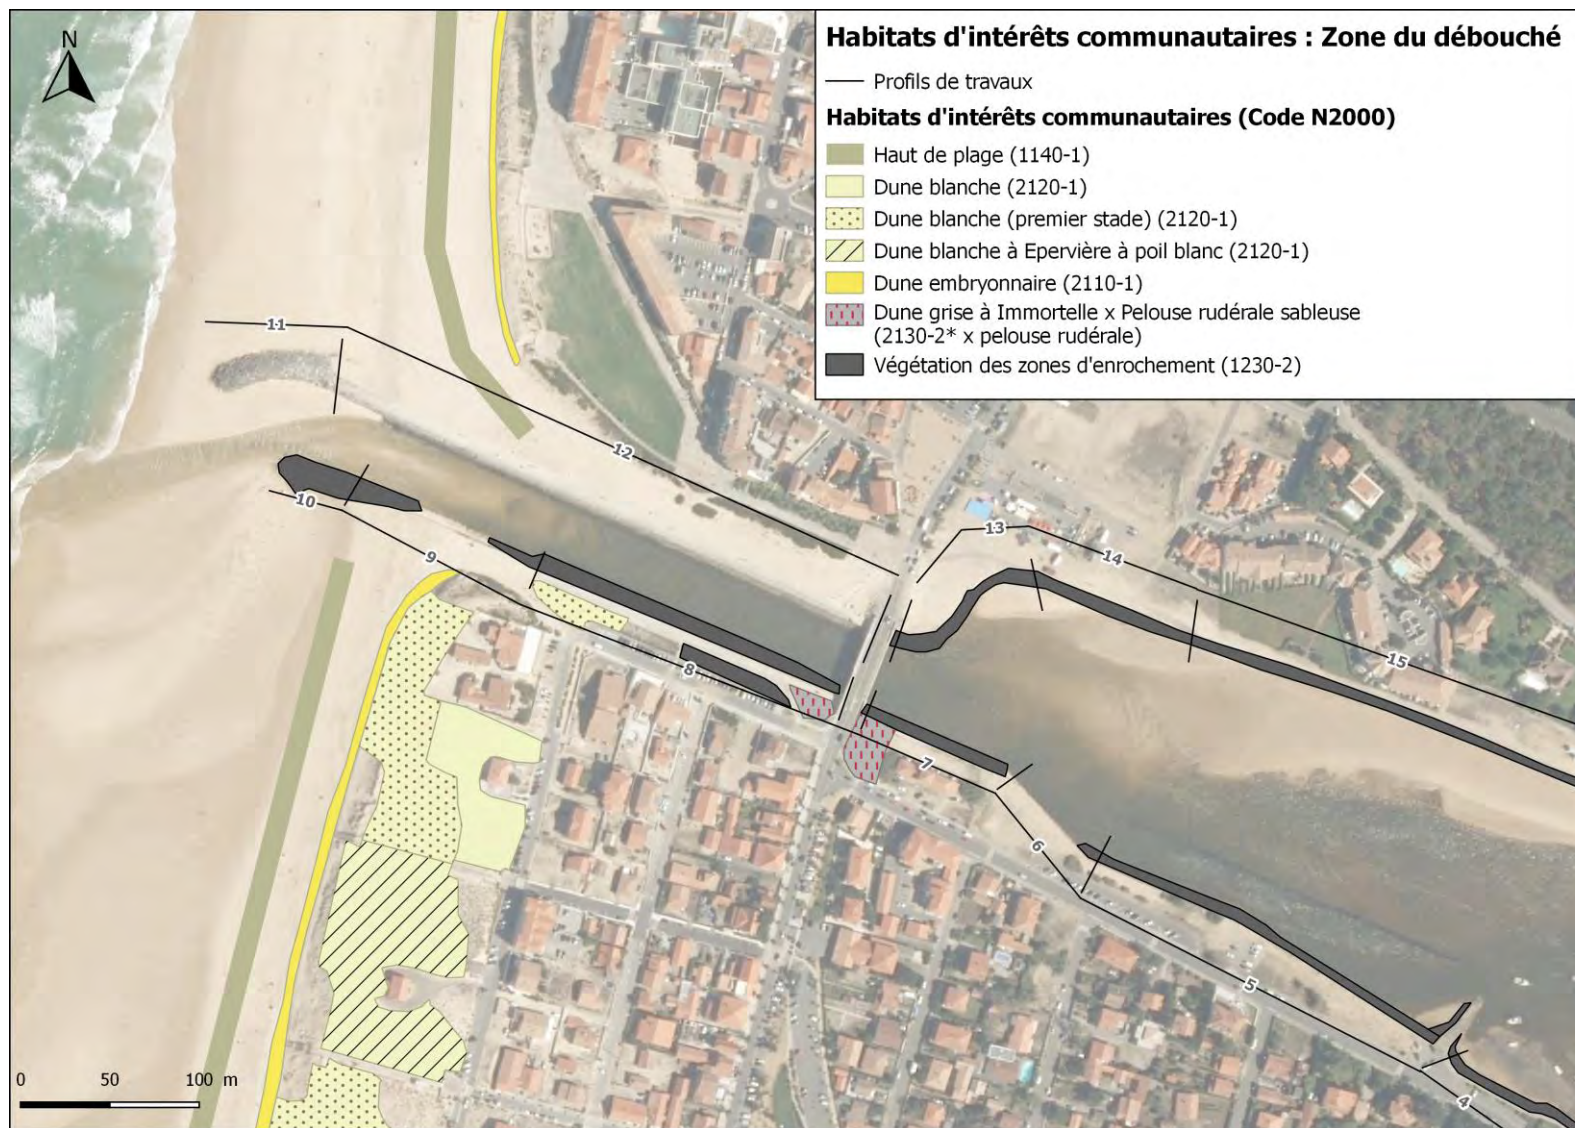 N
Habitats d'intérêts communautaires : Zone du débouché
Profils de travaux
Habitats d'intérêts communautaires (Code N2000)
Haut de plage (1140-1)
Dune blanche (2120-1)
Dune blanche (premier stade) (2120-1)
Dune blanche à Epervière à poil blanc (2120-1)
Dune embryonnaire (2110-1)
Dune grise à Immortelle x Pelouse rudérale sableuse
(2130-2* x pelouse rudérale)
Végétation des zones d'enrochement (1230-2)
11
12
10
13
9
14
15
8
7
6
5
4
0 50 100 m